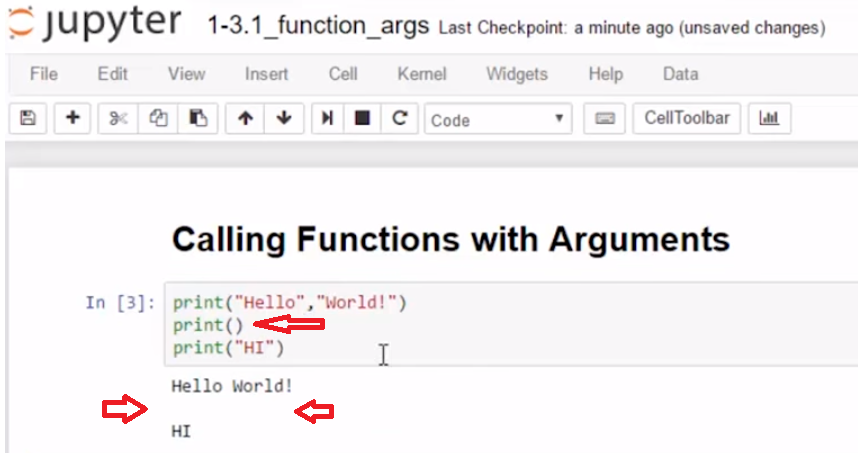 jupyter 1-3.1_function_args Last Checkpoint: a minute ago (unsaved changes)
File Edit View Insert Cell Kernel Widgets Help Data
Code CellToolbar
Calling Functions with Arguments
In [3]: print("Hello","World!")
print()
print("HI")
Hello World!
HI